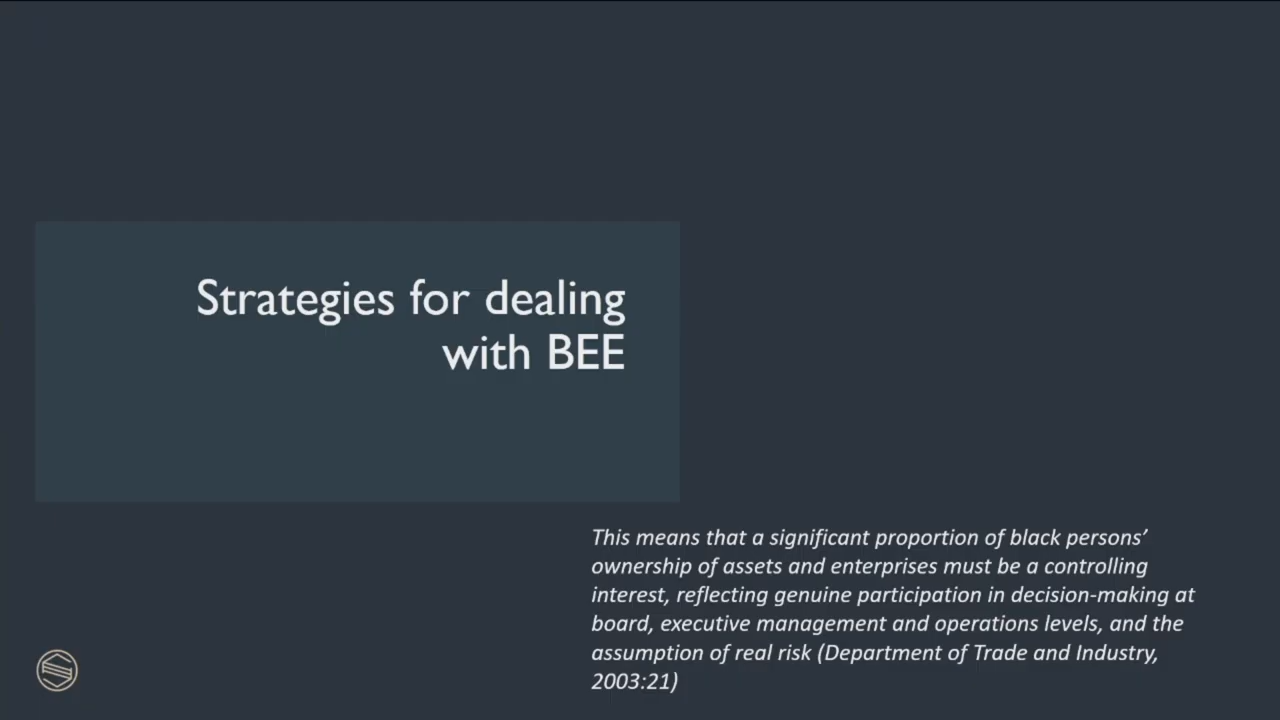 Strategies for dealing
with BEE
This means that a significant proportion of black persons’
ownership of assets and enterprises must be a controlling
interest, reflecting genuine participation in decision-making at
board, executive management and operations levels, and the
assumption of real risk (Department of Trade and Industry,
2003:21)